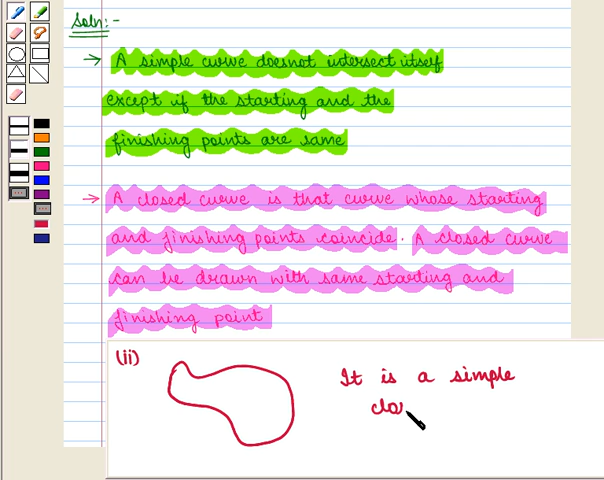 Soln:-
→ A simple curve doesnot intersect itself
except if the starting and the
finishing points are same
→ A closed curve is that curve whose starting
and finishing points coincide. A closed curve
can be drawn with same starting and
finishing point
(ii)
It is a simple
clos